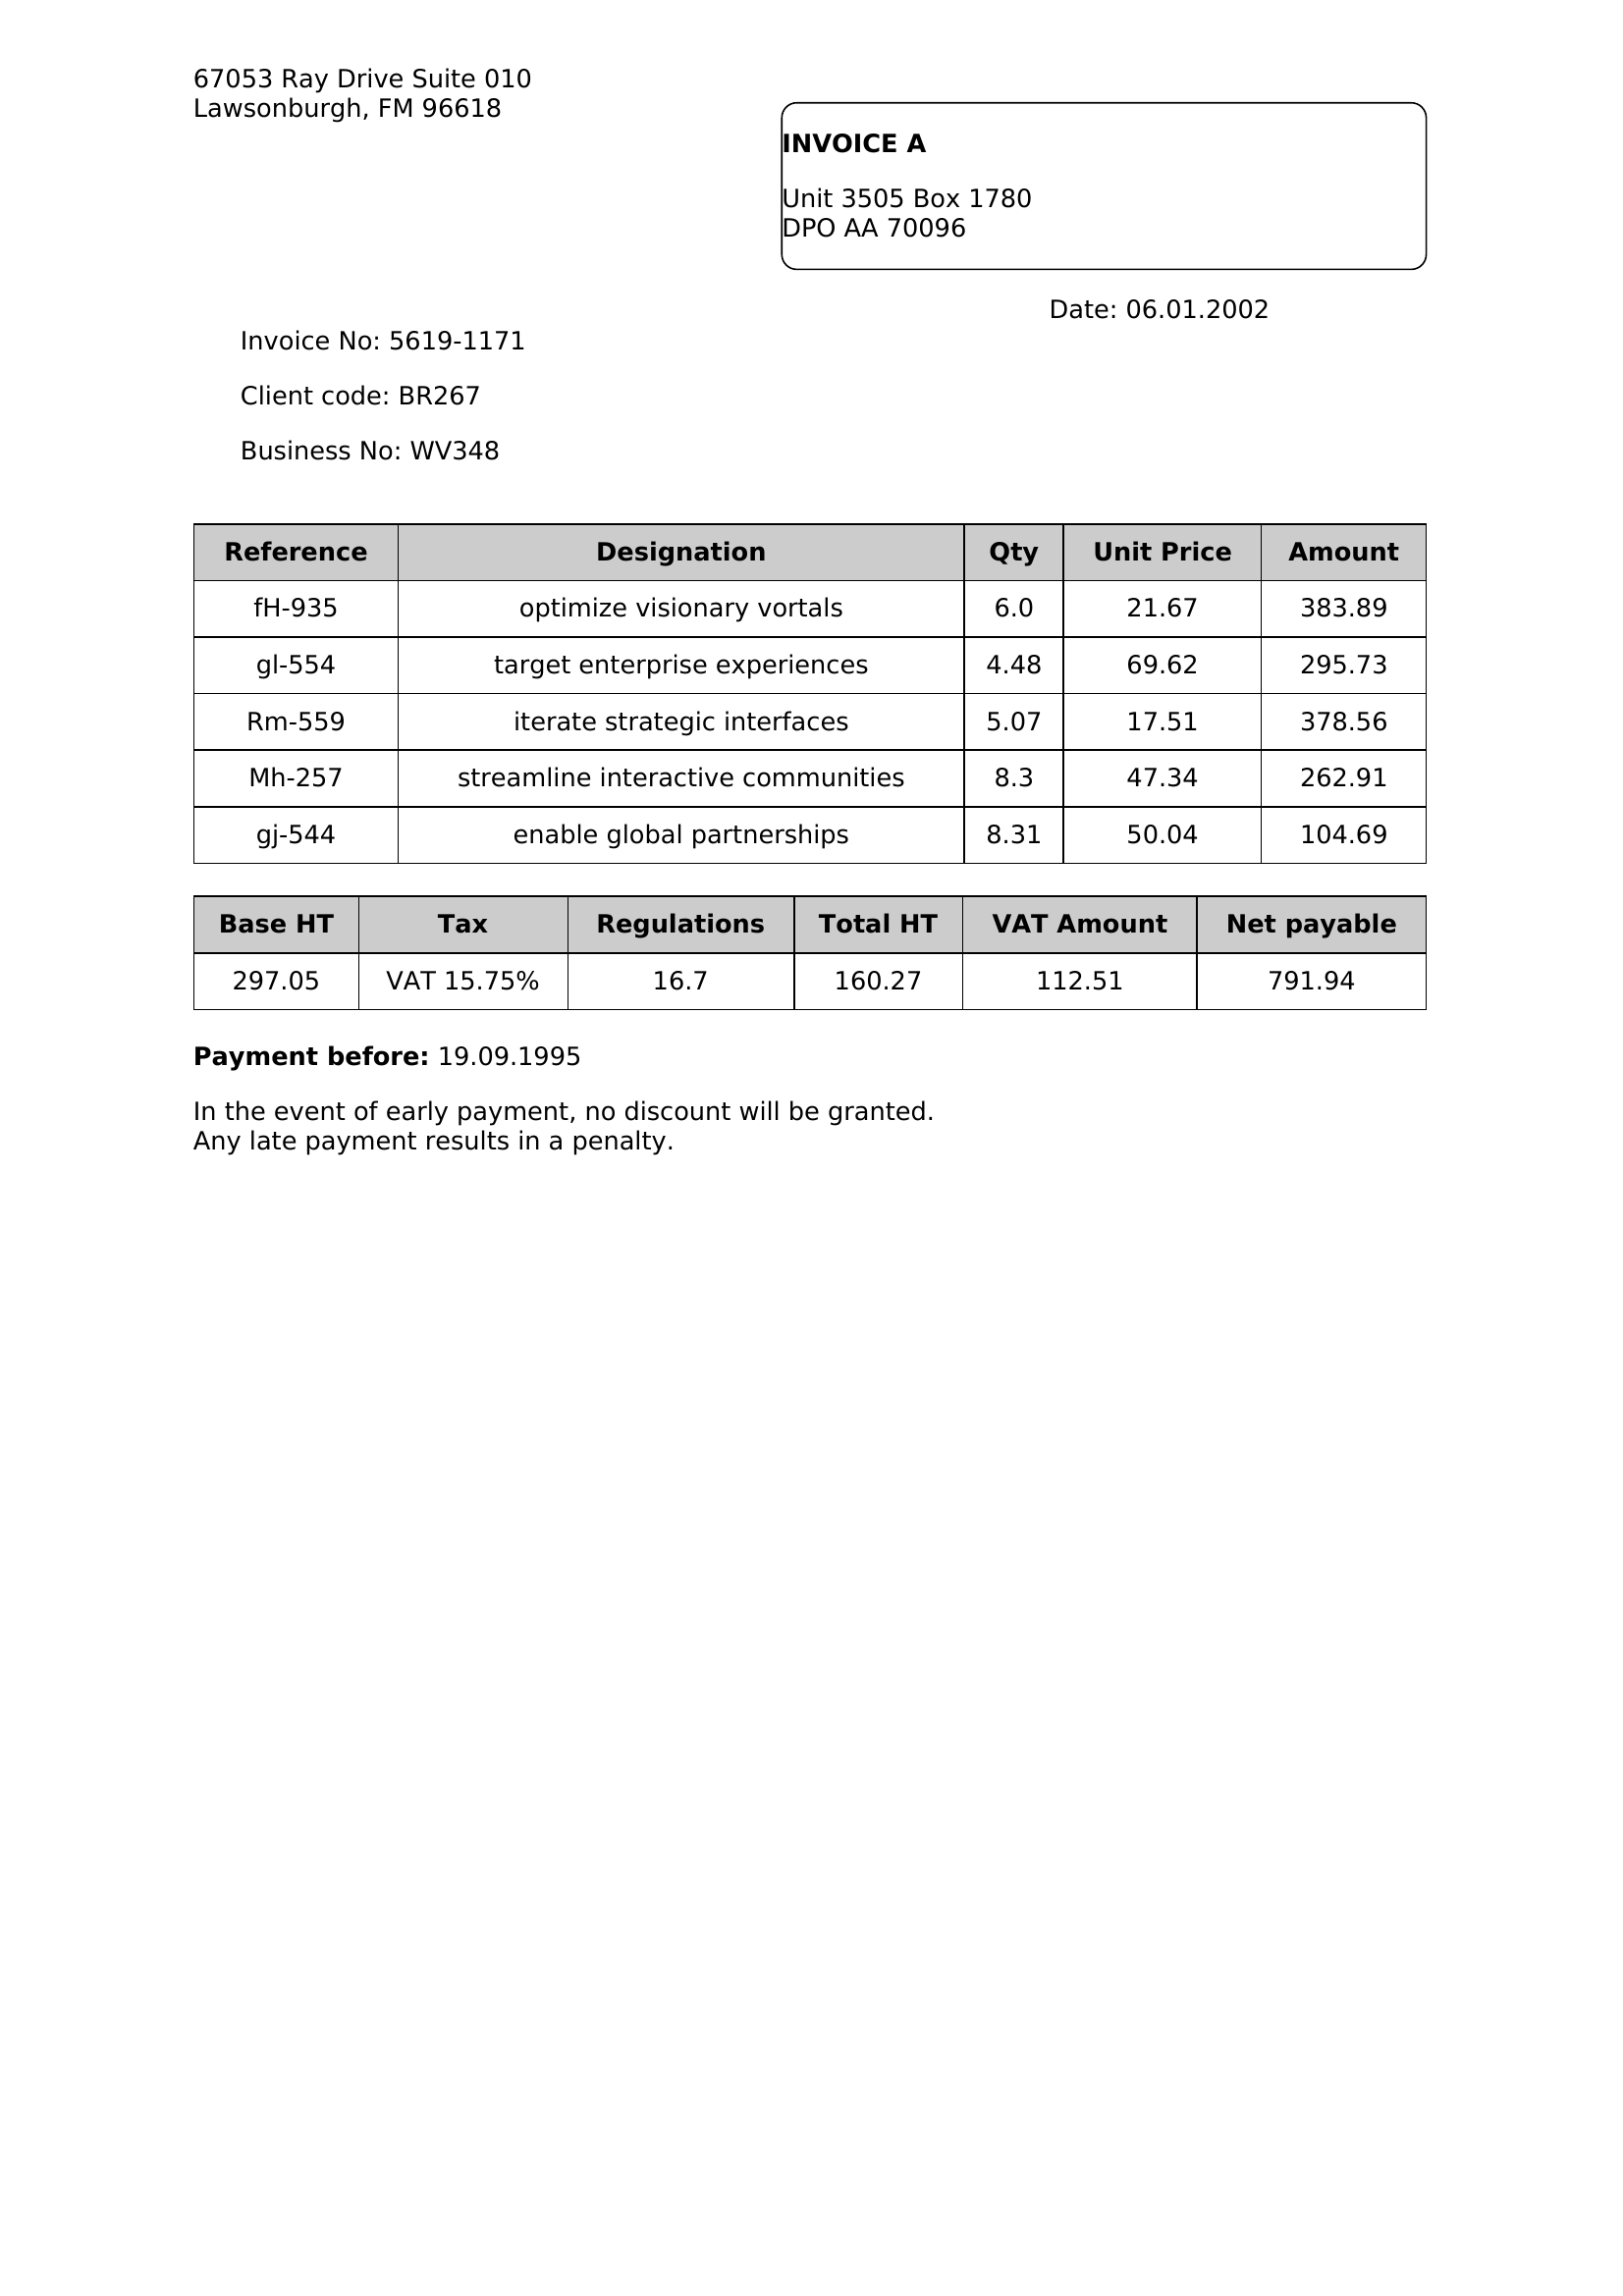 67053 Ray Drive Suite 010
Lawsonburgh, FM 96618
INVOICE A
Unit 3505 Box 1780
DPO AA 70096
Date: 06.01.2002
Invoice No: 5619-1171
Client code: BR267
Business No: WV348
Reference Designation Qty Unit Price Amount
fH-935 optimize visionary vortals 6.0 21.67 383.89
gl-554 target enterprise experiences 4.48 69.62 295.73
Rm-559 iterate strategic interfaces 5.07 17.51 378.56
Mh-257 streamline interactive communities 8.3 47.34 262.91
gj-544 enable global partnerships 8.31 50.04 104.69
Base HT Tax Regulations Total HT VAT Amount Net payable
297.05 VAT 15.75% 16.7 160.27 112.51 791.94
Payment before: 19.09.1995
In the event of early payment, no discount will be granted.
Any late payment results in a penalty.